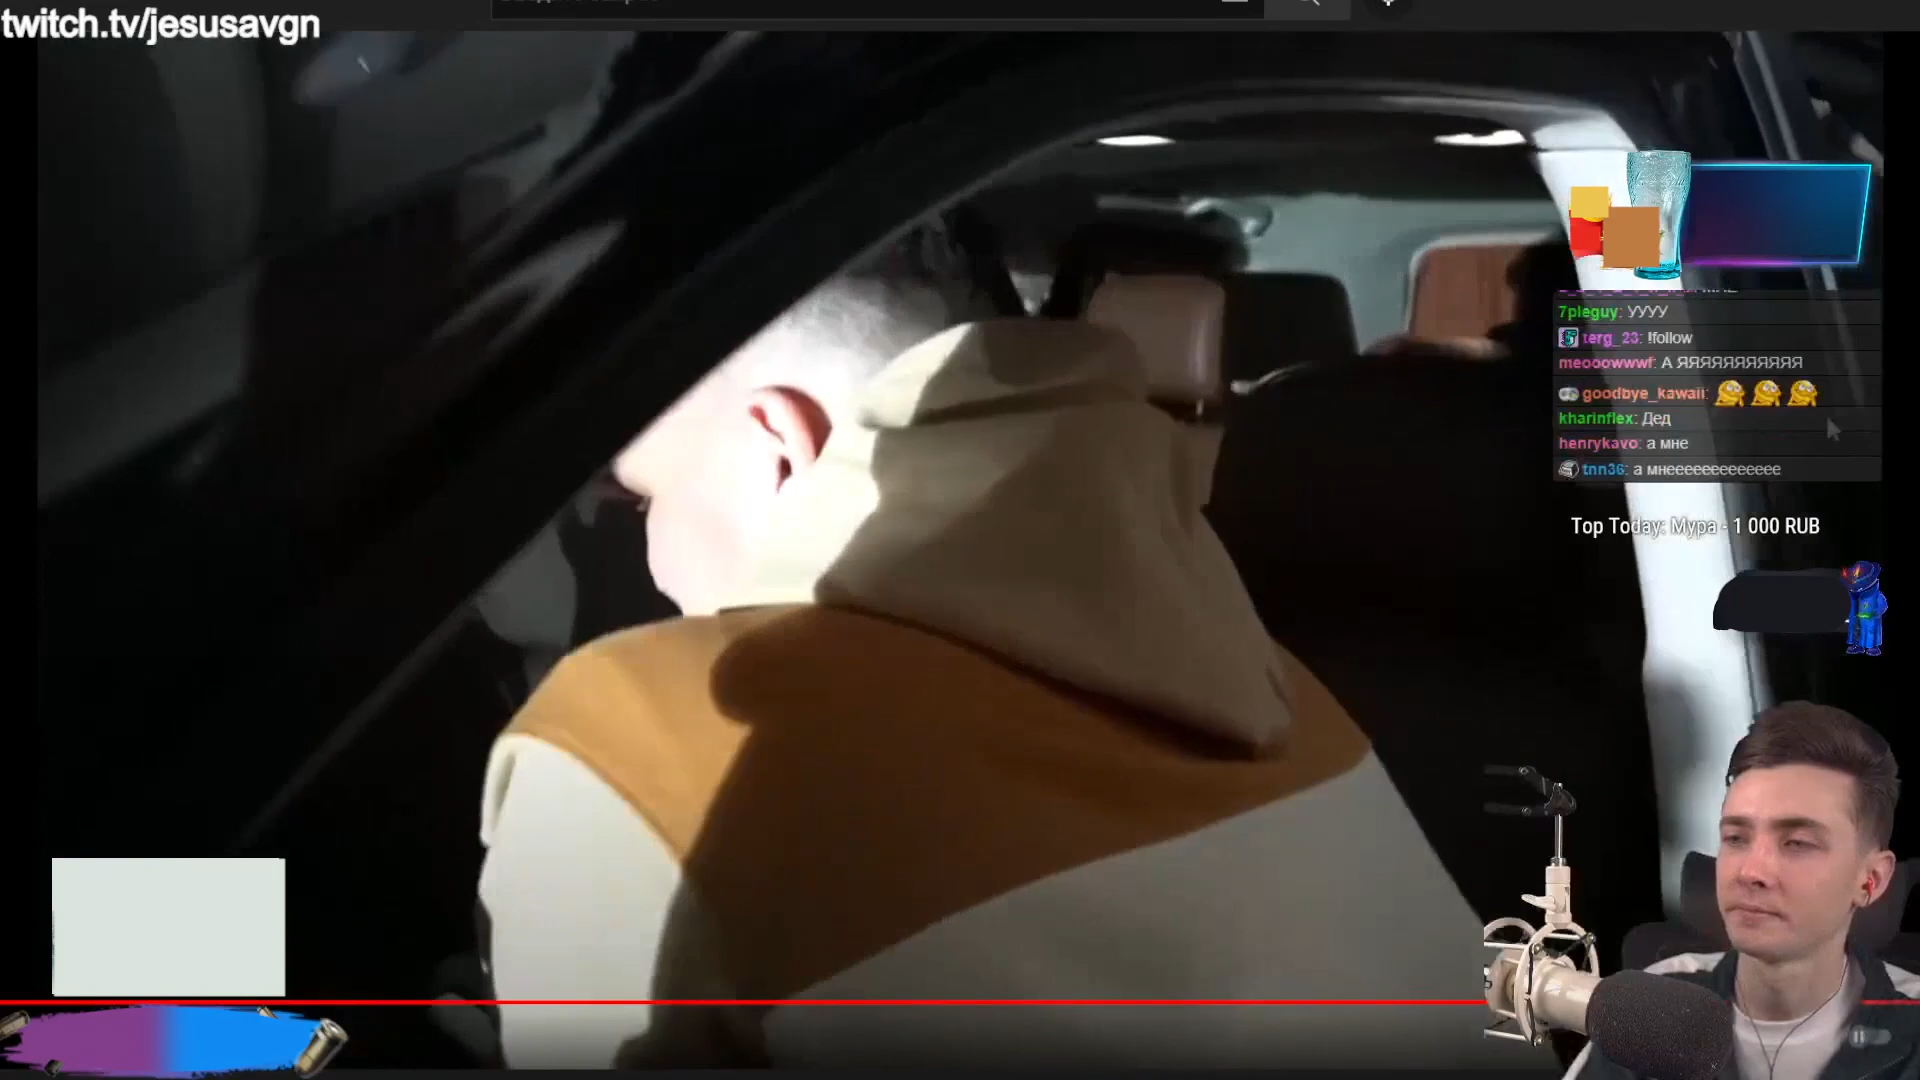 twitch.tv/jesusavgn
7pleguy: УУУУ
terg_23: !follow
meooowwwf: А ЯЯЯЯЯЯЯЯЯЯЯ
goodbye_kawaii:
kharinflex: Дед
henrykavo: а мне
tnn36: а мнеееееееееееее
Top Today: Мура - 1 000 RUB